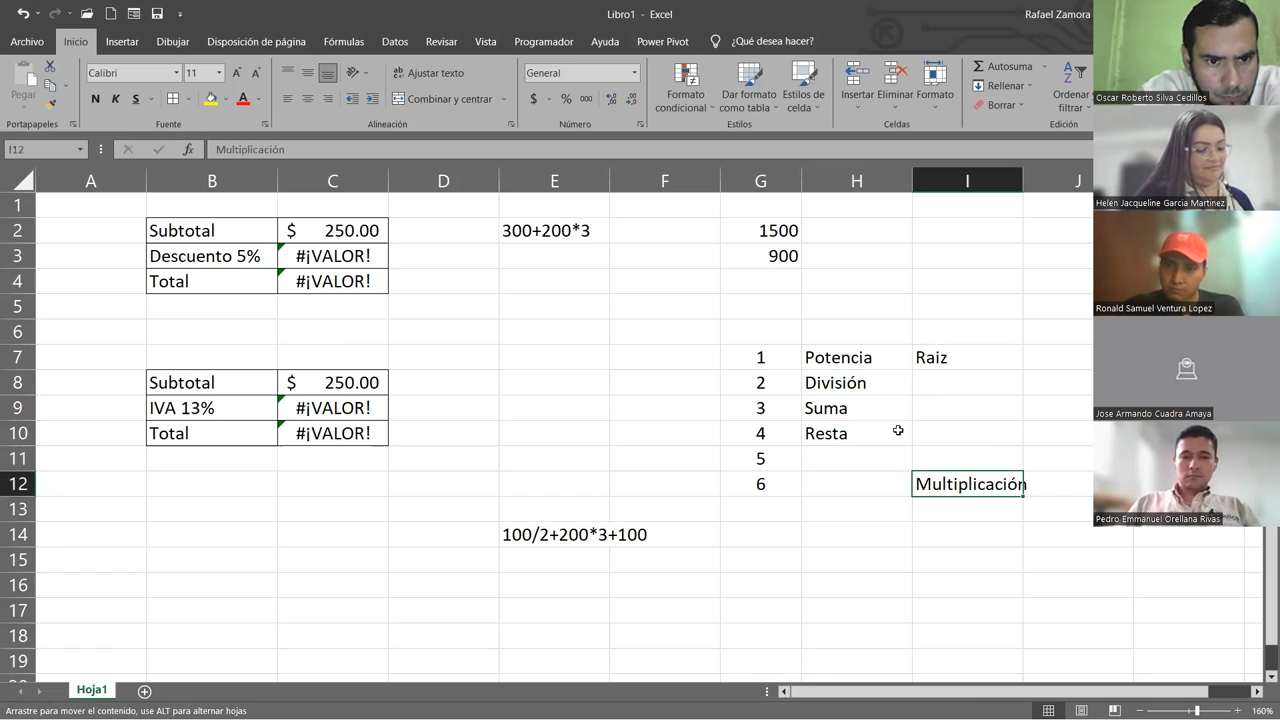 Libro1 - Excel
Rafael Zamora
Archivo Inicio Insertar Dibujar Disposición de página Fórmulas Datos Revisar Vista Programador Ayuda Power Pivot ¿Qué desea hacer?
Pegar
Calibri 11
N K S
Ajustar texto
Combinar y centrar
General
$ % 000
Formato condicional
Dar formato como tabla
Estilos de celda
Insertar Eliminar Formato
Autosuma
Rellenar
Borrar
Ordenar
filtrar
Portapapeles Fuente Alineación Número Estilos Celdas Edición
I12 fx Multiplicación
A B C D E F G H I J
1
2 Subtotal $ 250.00 300+200*3 1500
3 Descuento 5% #¡VALOR! 900
4 Total #¡VALOR!
5
6
7 1 Potencia Raiz
8 Subtotal $ 250.00 2 División
9 IVA 13% #¡VALOR! 3 Suma
10 Total #¡VALOR! 4 Resta
11 5
12 6 Multiplicación
13
14 100/2+200*3+100
15
16
17
18
19
Hoja1
Arrastre para mover el contenido, use ALT para alternar hojas
160%
Oscar Roberto Silva Cedillos
Helen Jacqueline Garcia Martinez
Ronald Samuel Ventura Lopez
Jose Armando Cuadra Amaya
Pedro Emmanuel Orellana Rivas